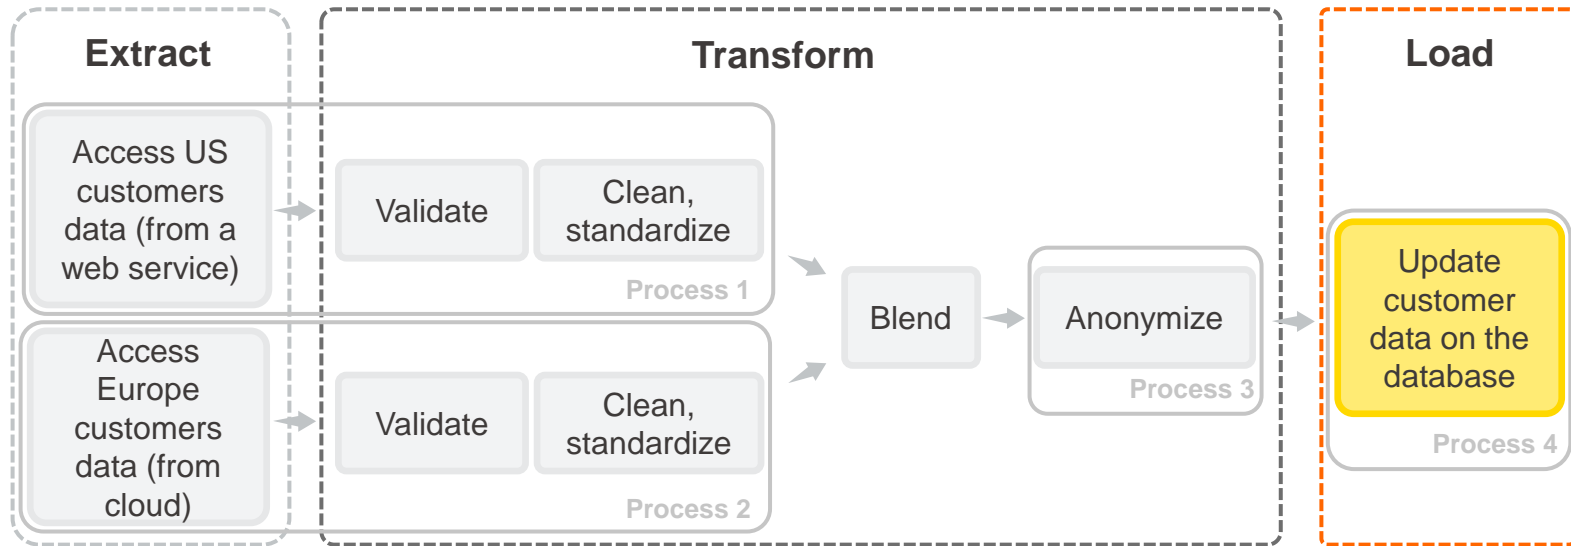 Extract
Transform
Load
Access US
customers
data (from a
web service)
Validate
Clean,
standardize
Process 1
Access
Europe
customers
data (from
cloud)
Validate
Clean,
standardize
Process 2
Blend
Anonymize
Process 3
Update
customer
data on the
database
Process 4